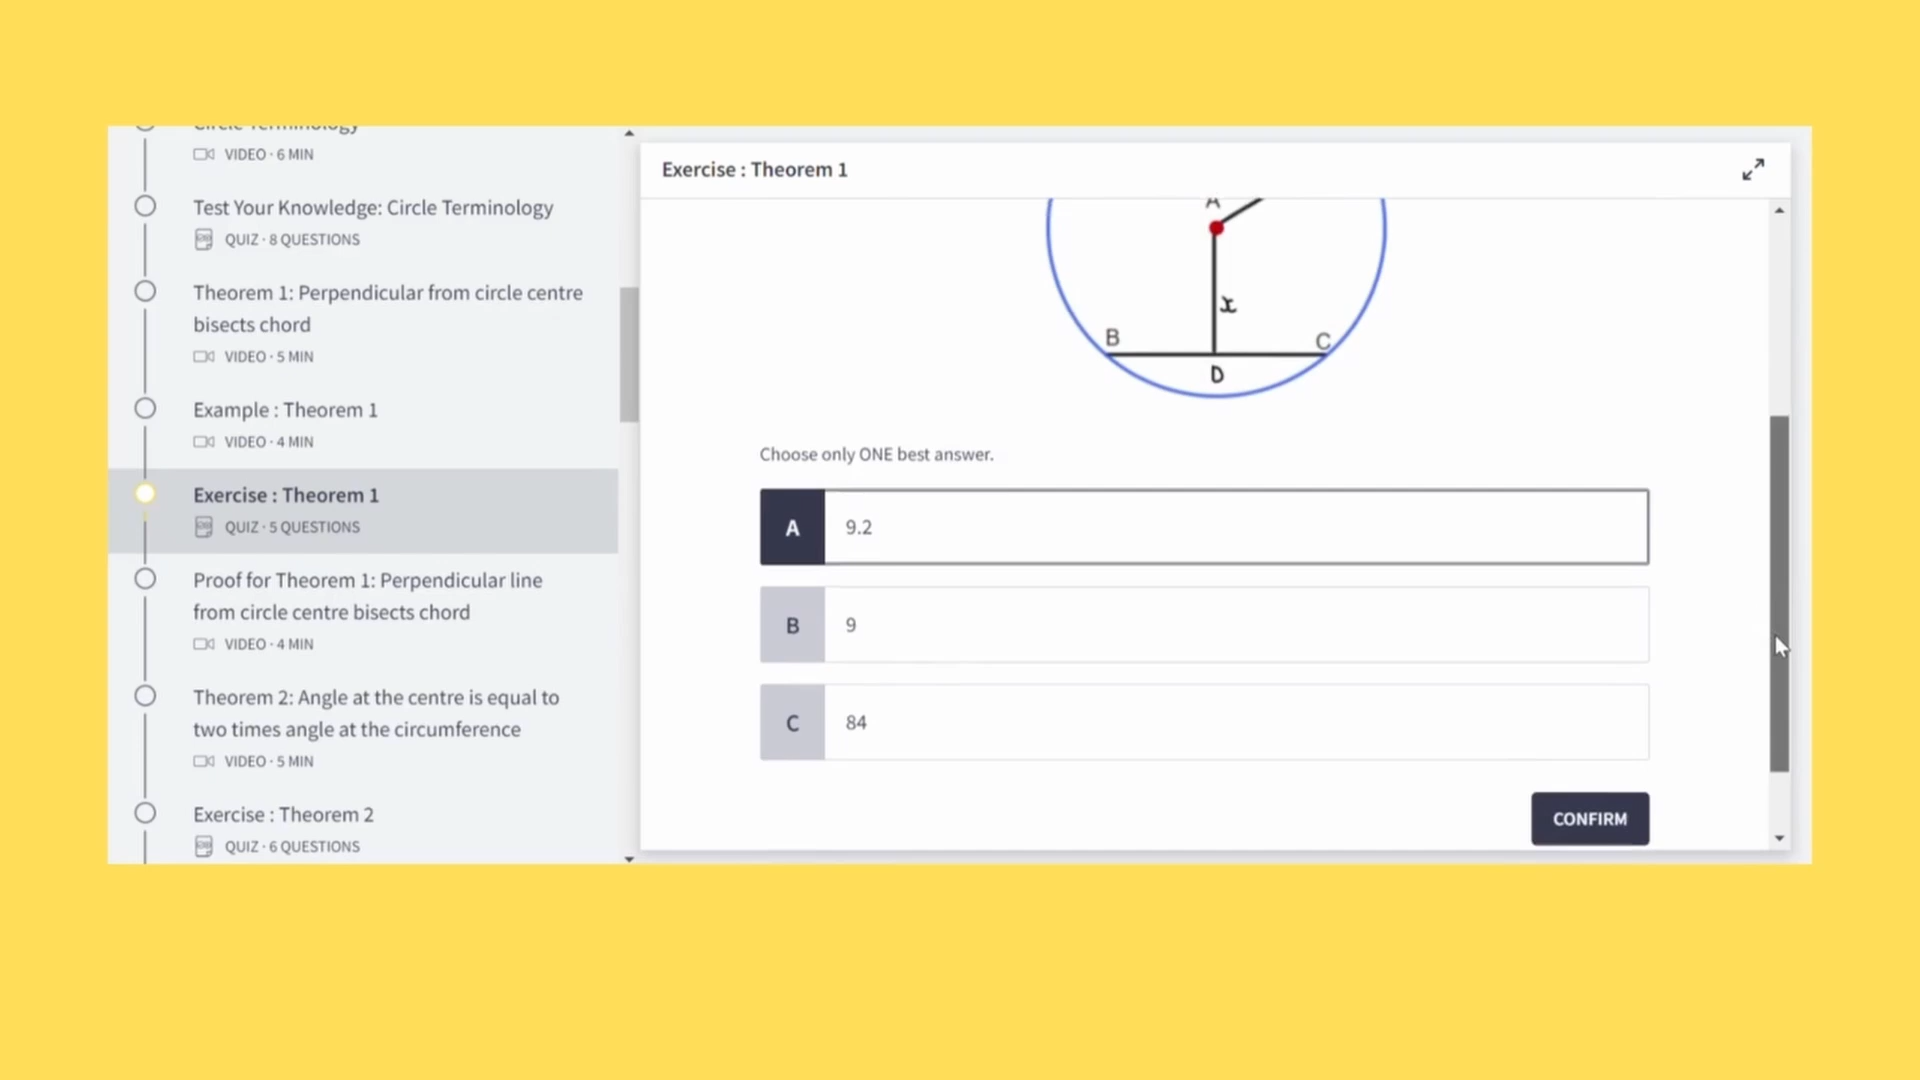 Circle Terminology
VIDEO · 6 MIN
Test Your Knowledge: Circle Terminology
QUIZ · 8 QUESTIONS
Theorem 1: Perpendicular from circle centre
bisects chord
VIDEO · 5 MIN
Example : Theorem 1
VIDEO · 4 MIN
Exercise : Theorem 1
QUIZ · 5 QUESTIONS
Proof for Theorem 1: Perpendicular line
from circle centre bisects chord
VIDEO · 4 MIN
Theorem 2: Angle at the centre is equal to
two times angle at the circumference
VIDEO · 5 MIN
Exercise : Theorem 2
QUIZ · 6 QUESTIONS
Exercise : Theorem 1
A
x
B
C
D
Choose only ONE best answer.
A 9.2
B 9
C 84
CONFIRM